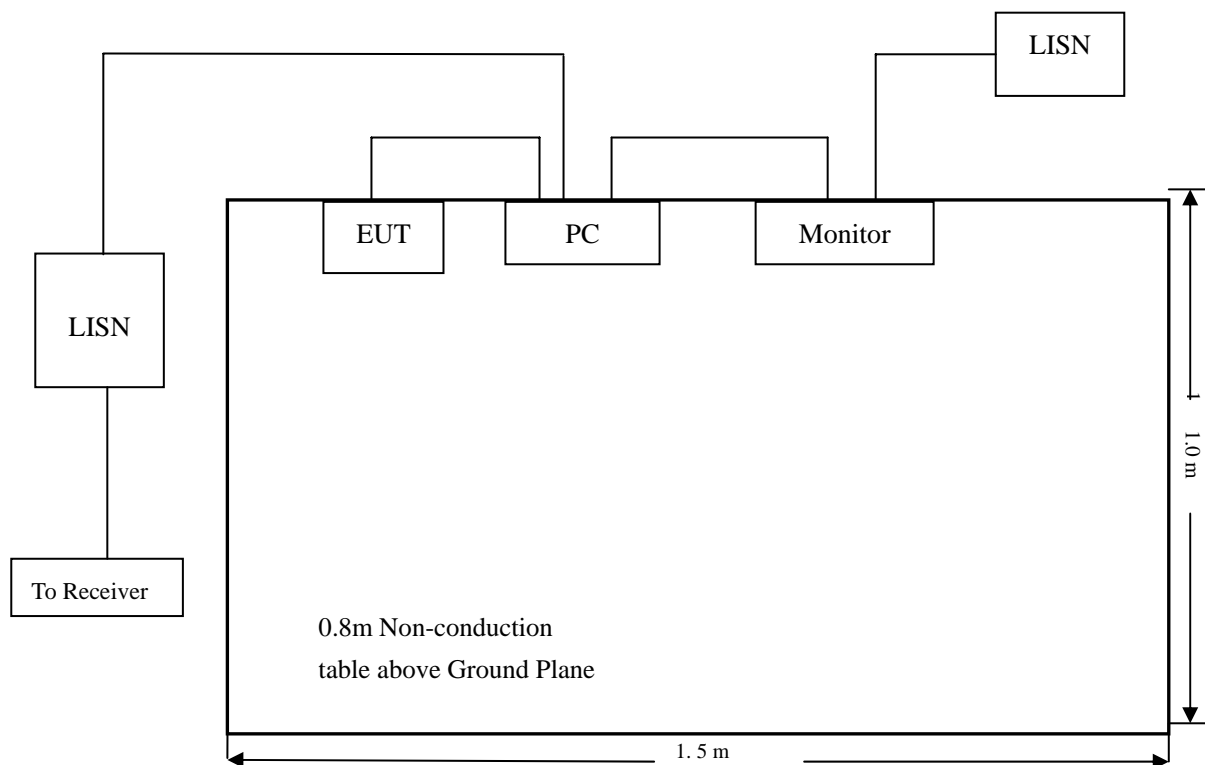 LISN
EUT
PC
Monitor
LISN
1
1.0 m
To Receiver
0.8m Non-conduction
table above Ground Plane
1. 5 m